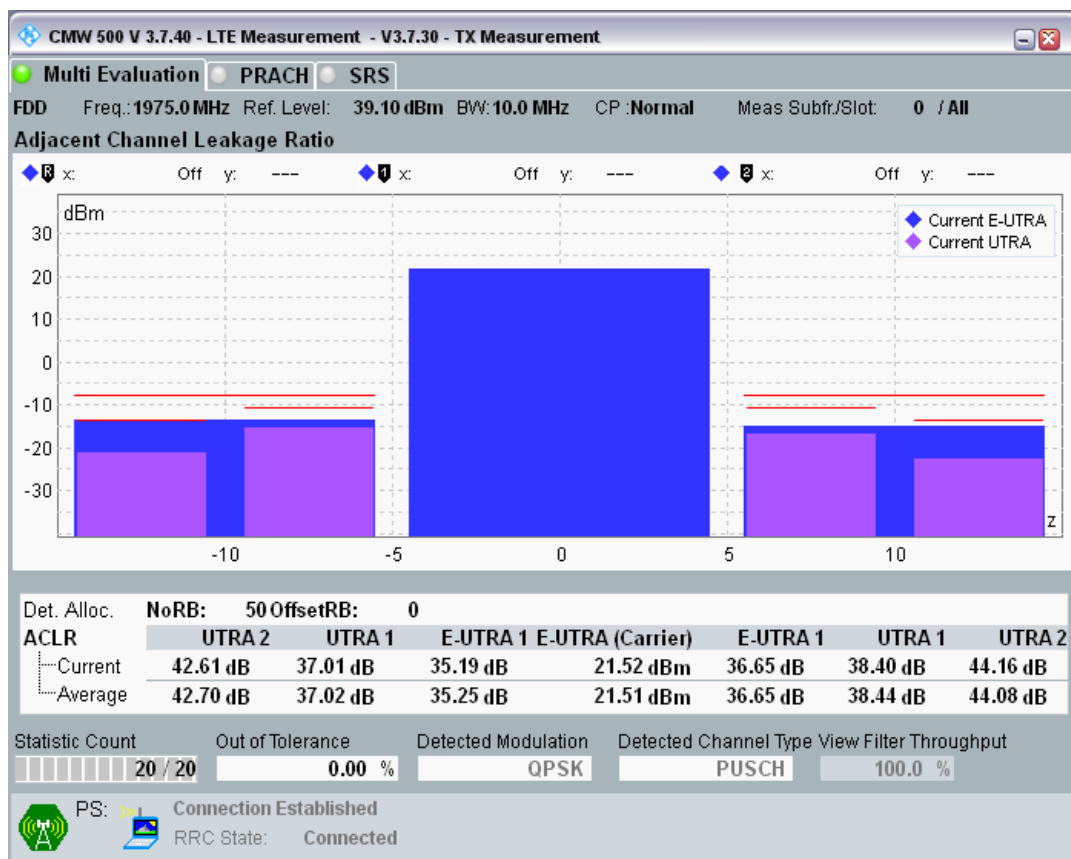 CMW 500 V 3.7.40 - LTE Measurement - V3.7.30 - TX Measurement
Multi Evaluation PRACH SRS
FDD Freq.: 1975.0 MHz Ref. Level: 39.10 dBm BW: 10.0 MHz CP :Normal Meas Subfr./Slot: 0 / All
Adjacent Channel Leakage Ratio
R x: Off y: --- 1 x: Off y: --- 2 x: Off y: ---
dBm
Current E-UTRA
Current UTRA
30
20
10
0
-10
-20
-30
z
-10 -5 0 5 10
Det. Alloc. NoRB: 50 OffsetRB: 0
ACLR UTRA 2 UTRA 1 E-UTRA 1 E-UTRA (Carrier) E-UTRA 1 UTRA 1 UTRA 2
Current 42.61 dB 37.01 dB 35.19 dB 21.52 dBm 36.65 dB 38.40 dB 44.16 dB
Average 42.70 dB 37.02 dB 35.25 dB 21.51 dBm 36.65 dB 38.44 dB 44.08 dB
Statistic Count Out of Tolerance Detected Modulation Detected Channel Type View Filter Throughput
20 / 20 0.00 % QPSK PUSCH 100.0 %
PS: Connection Established
RRC State: Connected